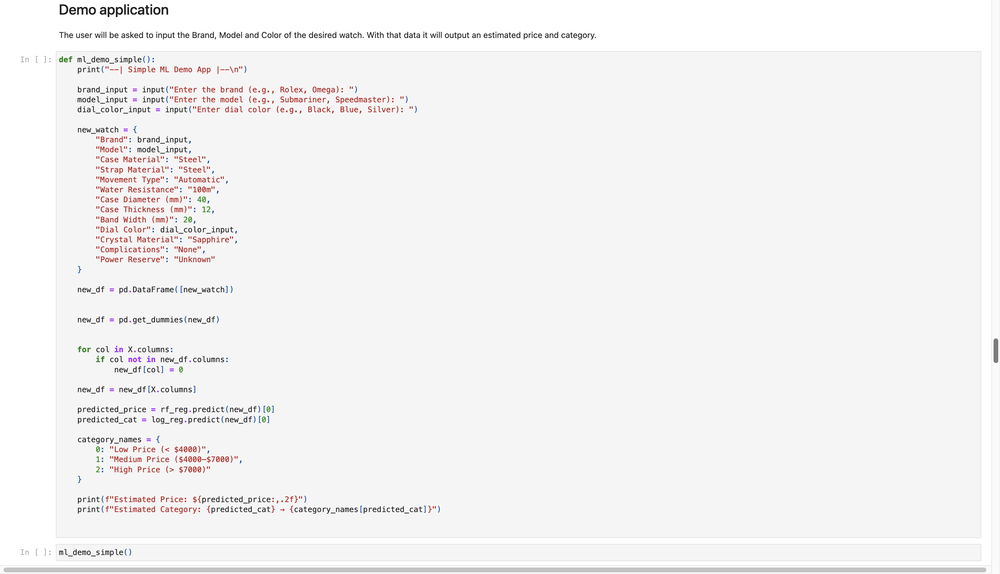 Demo application
The user will be asked to input the Brand, Model and Color of the desired watch. With that data it will output an estimated price and category.
In [ ]:
def ml_demo_simple():
    print("--| Simple ML Demo App |--\n")
    brand_input = input("Enter the brand (e.g., Rolex, Omega): ")
    model_input = input("Enter the model (e.g., Submariner, Speedmaster): ")
    dial_color_input = input("Enter dial color (e.g., Black, Blue, Silver): ")
    new_watch = {
        "Brand": brand_input,
        "Model": model_input,
        "Case Material": "Steel",
        "Strap Material": "Steel",
        "Movement Type": "Automatic",
        "Water Resistance": "100m",
        "Case Diameter (mm)": 40,
        "Case Thickness (mm)": 12,
        "Band Width (mm)": 20,
        "Dial Color": dial_color_input,
        "Crystal Material": "Sapphire",
        "Complications": "None",
        "Power Reserve": "Unknown"
    }
    new_df = pd.DataFrame([new_watch])
    new_df = pd.get_dummies(new_df)
    for col in X.columns:
        if col not in new_df.columns:
            new_df[col] = 0
    new_df = new_df[X.columns]
    predicted_price = rf_reg.predict(new_df)[0]
    predicted_cat = log_reg.predict(new_df)[0]
    category_names = {
        0: "Low Price (< $4000)",
        1: "Medium Price ($4000–$7000)",
        2: "High Price (> $7000)"
    }
    print(f"Estimated Price: ${predicted_price:,.2f}")
    print(f"Estimated Category: {predicted_cat} → {category_names[predicted_cat]}")
In [ ]:
ml_demo_simple()